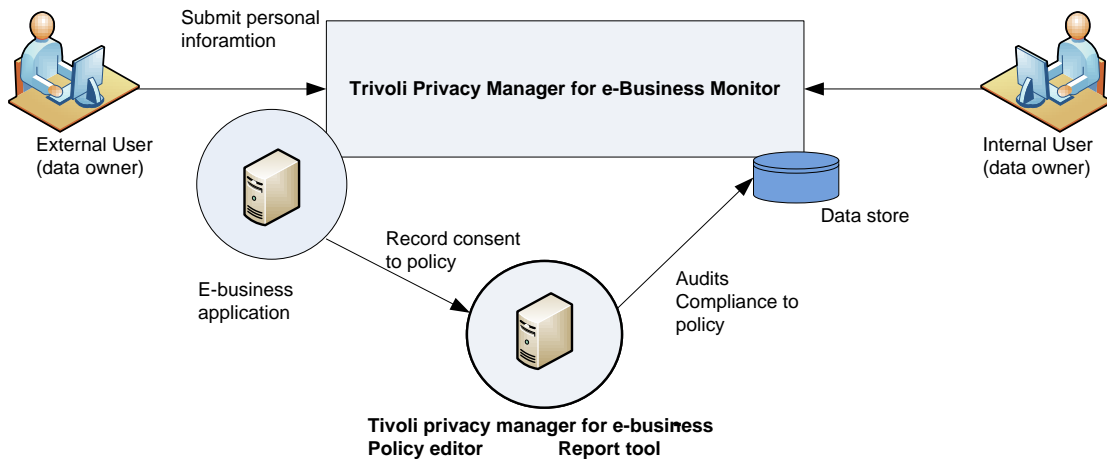 Submit personal
inforamtion
Trivoli Privacy Manager for e-Business Monitor
External User
(data owner)
Internal User
(data owner)
Data store
Record consent
to policy
E-business
application
Audits
Compliance to
policy
Tivoli privacy manager for e-business
Policy editor Report tool